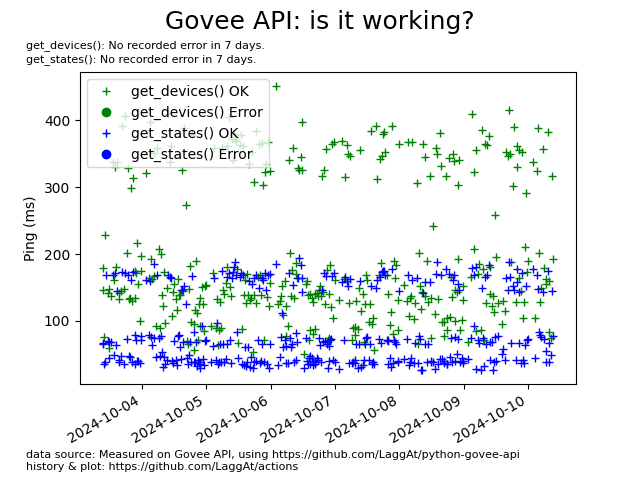 Govee API: is it working?
get_devices(): No recorded error in 7 days.
get_states(): No recorded error in 7 days.
get_devices() OK
get_devices() Error
get_states() OK
get_states() Error
Ping (ms)
400
300
200
100
2024-10-04
2024-10-05
2024-10-06
2024-10-07
2024-10-08
2024-10-09
2024-10-10
data source: Measured on Govee API, using https://github.com/LaggAt/python-govee-api
history & plot: https://github.com/LaggAt/actions